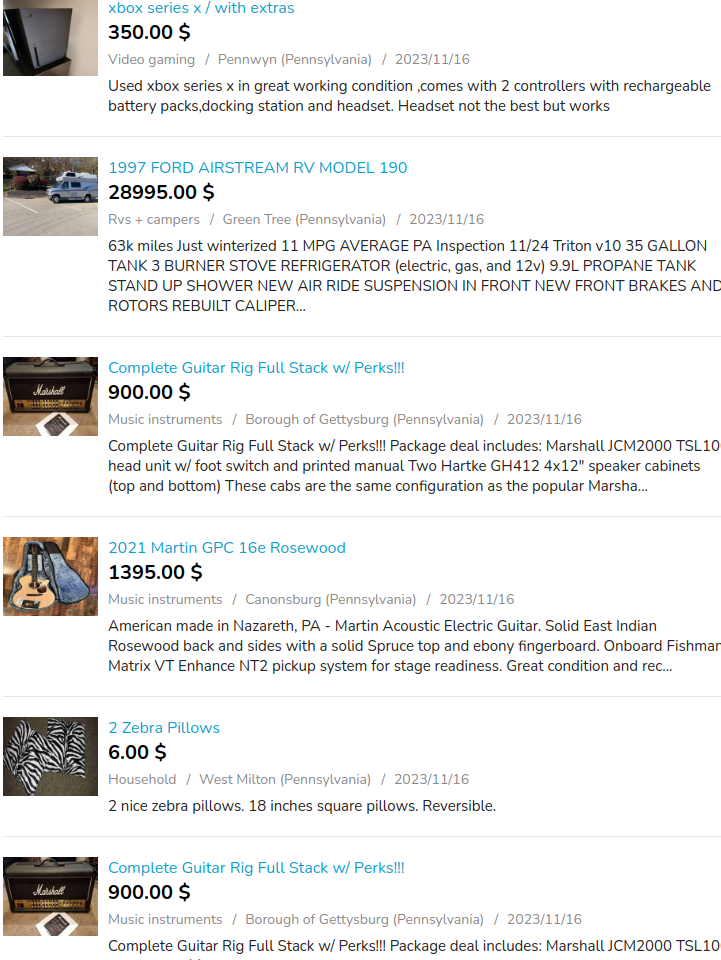 xbox series x / with extras
350.00 $
Video gaming / Pennwyn (Pennsylvania) / 2023/11/16
Used xbox series x in great working condition ,comes with 2 controllers with rechargeable
battery packs,docking station and headset. Headset not the best but works
1997 FORD AIRSTREAM RV MODEL 190
28995.00 $
Rvs + campers / Green Tree (Pennsylvania) / 2023/11/16
63k miles Just winterized 11 MPG AVERAGE PA Inspection 11/24 Triton v10 35 GALLON
TANK 3 BURNER STOVE REFRIGERATOR (electric, gas, and 12v) 9.9L PROPANE TANK
STAND UP SHOWER NEW AIR RIDE SUSPENSION IN FRONT NEW FRONT BRAKES AND
ROTORS REBUILT CALIPER...
Marshall
Complete Guitar Rig Full Stack w/ Perks!!!
900.00 $
Music instruments / Borough of Gettysburg (Pennsylvania) / 2023/11/16
Complete Guitar Rig Full Stack w/ Perks!!! Package deal includes: Marshall JCM2000 TSL10
head unit w/ foot switch and printed manual Two Hartke GH412 4x12" speaker cabinets
(top and bottom) These cabs are the same configuration as the popular Marsha...
2021 Martin GPC 16e Rosewood
1395.00 $
Music instruments / Canonsburg (Pennsylvania) / 2023/11/16
American made in Nazareth, PA - Martin Acoustic Electric Guitar. Solid East Indian
Rosewood back and sides with a solid Spruce top and ebony fingerboard. Onboard Fishman
Matrix VT Enhance NT2 pickup system for stage readiness. Great condition and rec...
2 Zebra Pillows
6.00 $
Household / West Milton (Pennsylvania) / 2023/11/16
2 nice zebra pillows. 18 inches square pillows. Reversible.
Marshall
Complete Guitar Rig Full Stack w/ Perks!!!
900.00 $
Music instruments / Borough of Gettysburg (Pennsylvania) / 2023/11/16
Complete Guitar Rig Full Stack w/ Perks!!! Package deal includes: Marshall JCM2000 TSL10